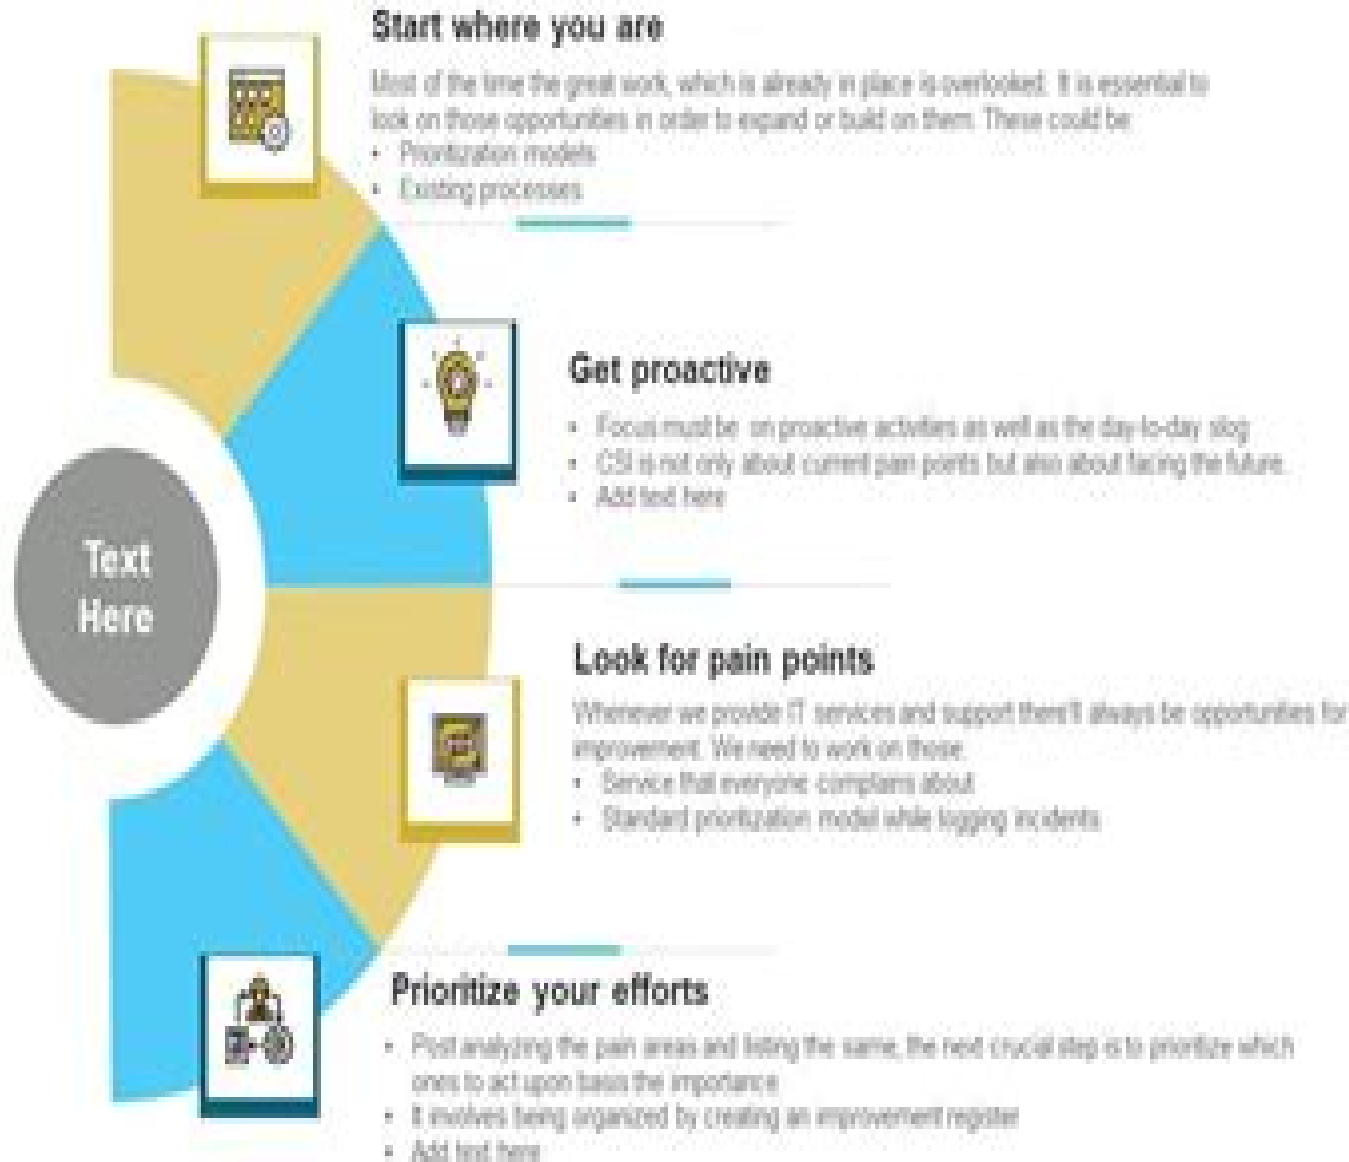 Start where you are
Most of the time the great work, which is already in place is overlooked. It is essential to
look on those opportunities in order to expand or build on them. These could be
• Prioritization models
• Existing processes
Get proactive
• Focus must be on proactive activities as well as the day-to-day slog
• CSI is not only about current pain points but also about facing the future.
• Add text here
Text
Here
Look for pain points
Whenever we provide IT services and support there'll always be opportunities for
improvement. We need to work on those.
• Service that everyone complains about
• Standard prioritization model while logging incidents
Prioritize your efforts
• Post analyzing the pain areas and listing the same, the next crucial step is to prioritize which
ones to act upon basis the importance
• It involves being organized by creating an improvement register
• Add text here